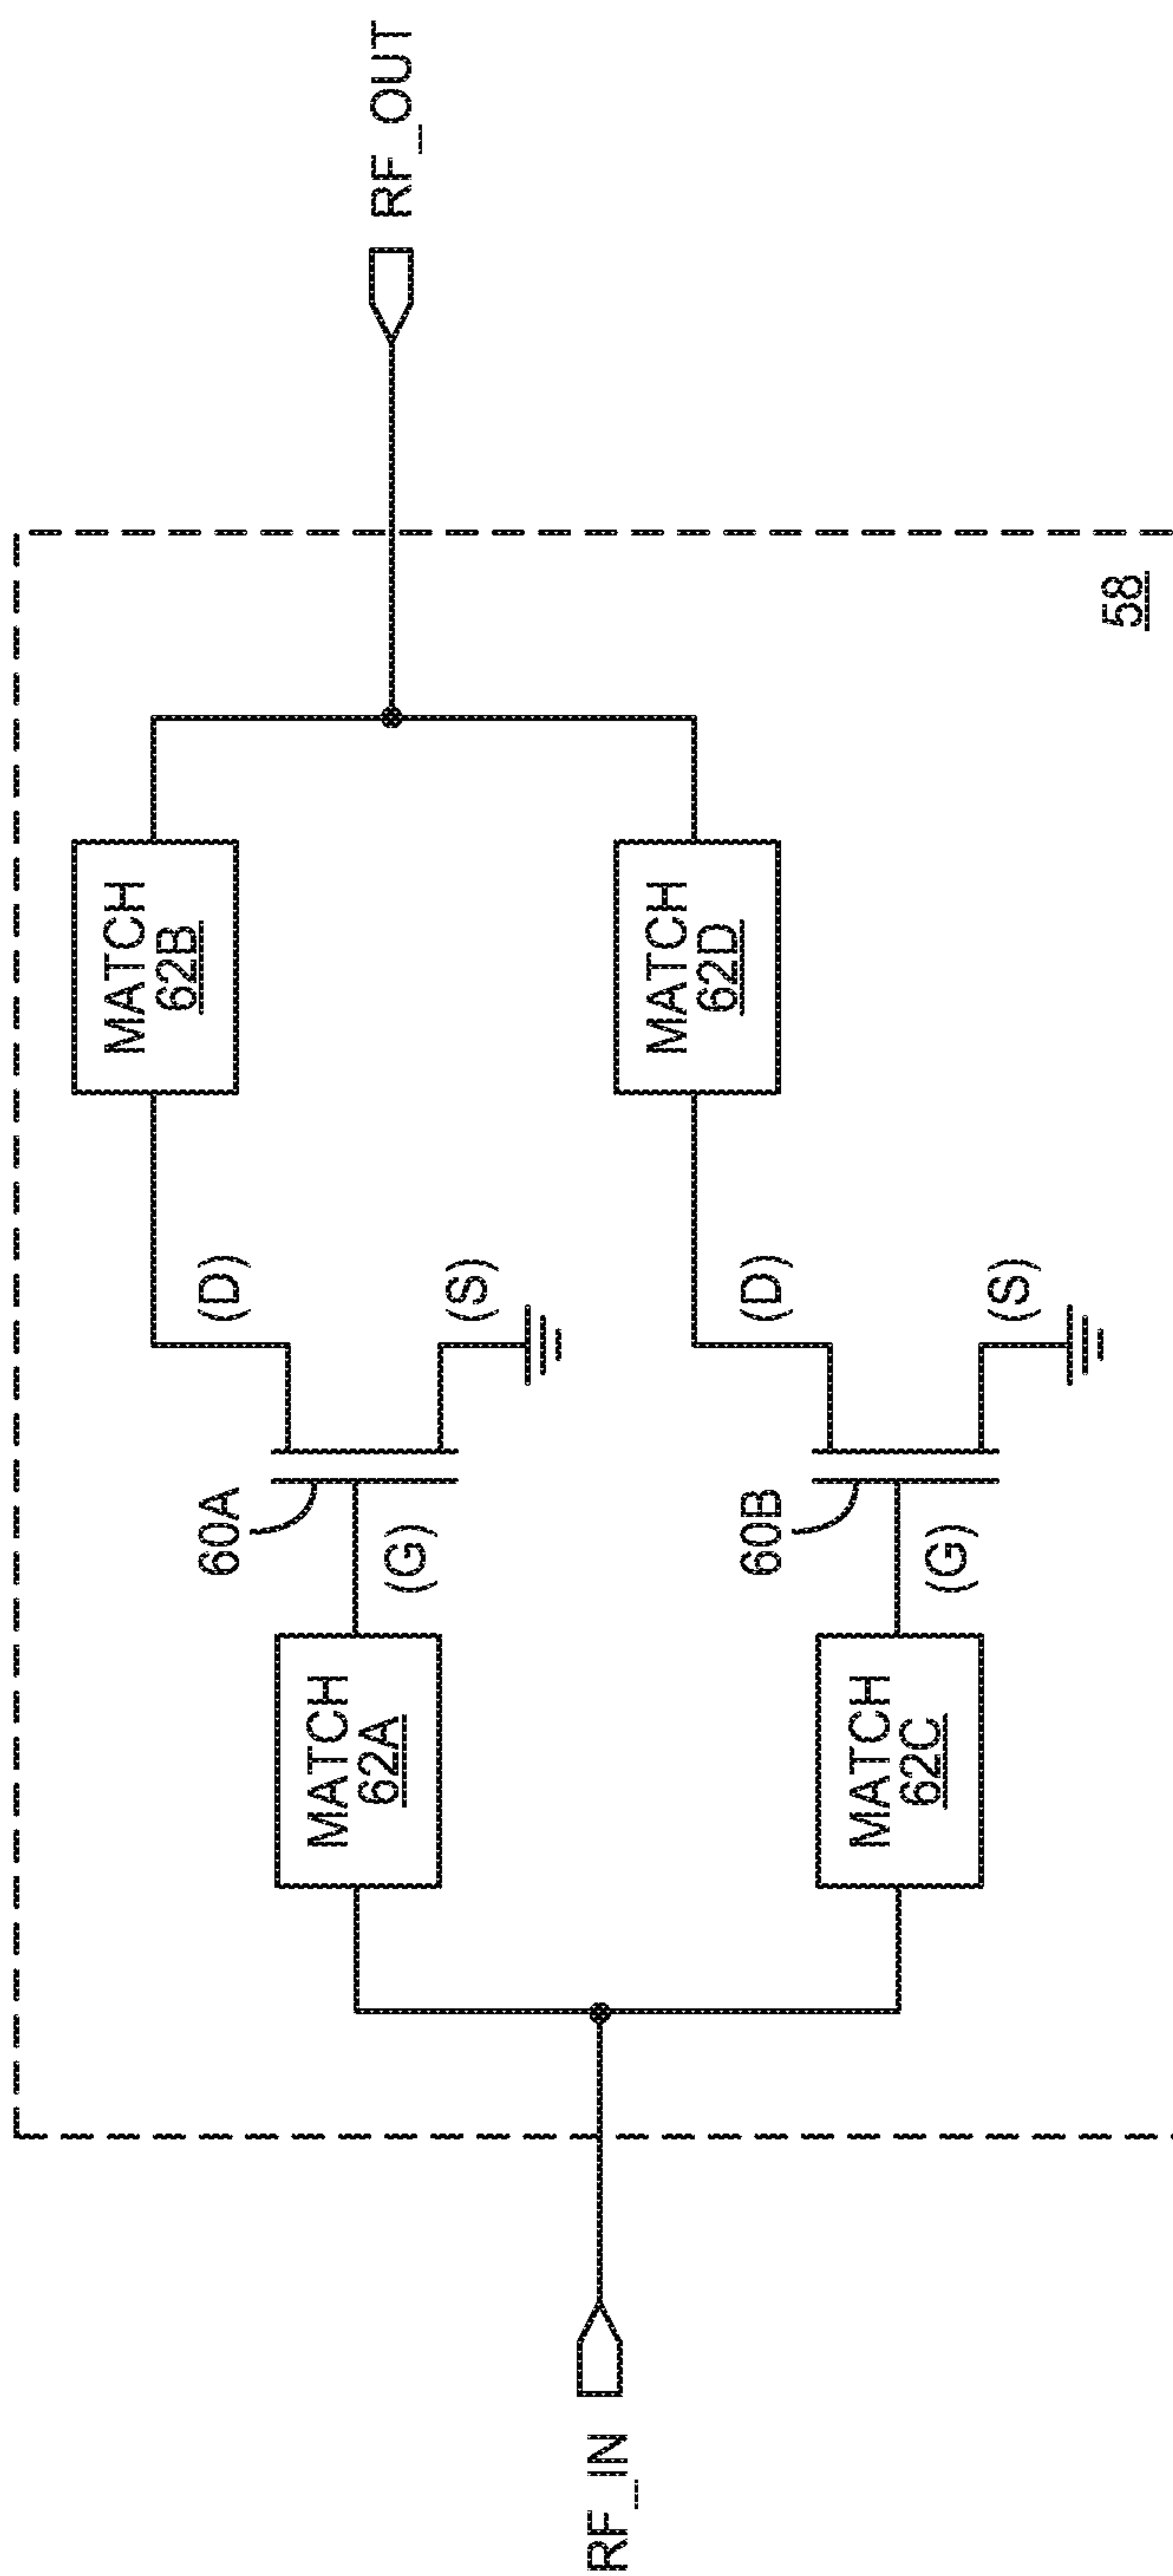 RF_IN
MATCH
62A
(G)
60A
(D)
(S)
MATCH
62B
MATCH
62C
(G)
60B
(D)
(S)
MATCH
62D
RF_OUT
58